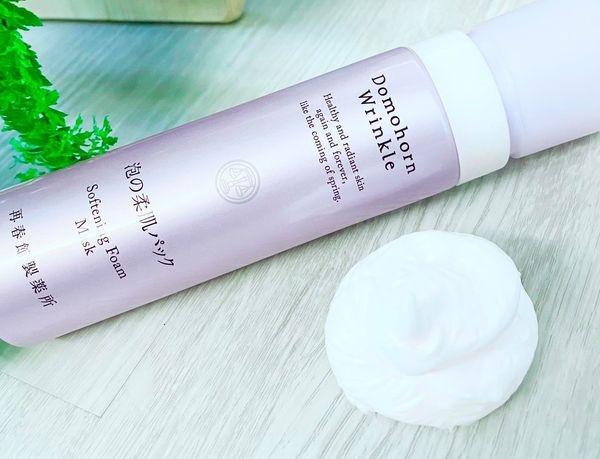 Domohorn
Wrinkle
Healthy and radiant skin
again and forever,
like the coming of spring.
泡の柔肌パック
Softening Foam
Mask
再春館製薬所